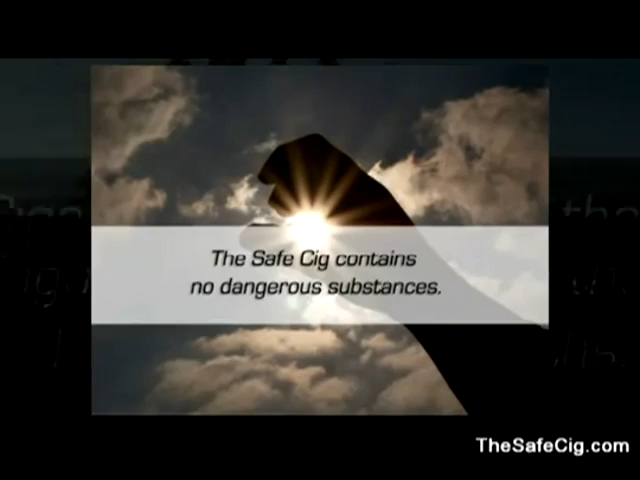 The Safe Cig contains
no dangerous substances.
TheSafeCig.com